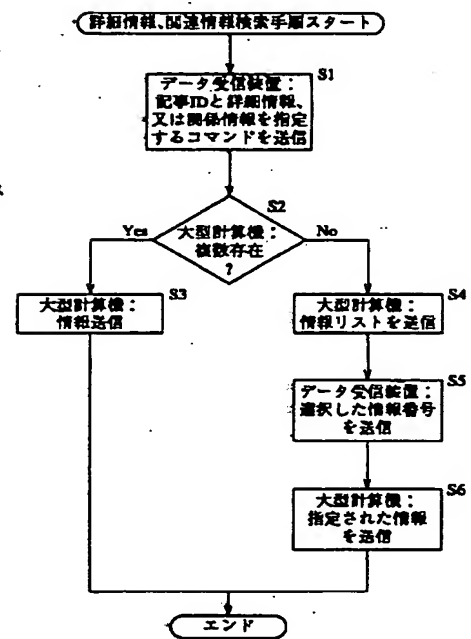 詳細情報、関連情報検索手順スタート
S1
データ受信装置：
記事IDと詳細情報、
又は関係情報を指定
するコマンドを送信
S2
大型計算機：
複数存在
？
Yes
No
S3
大型計算機：
情報送信
S4
大型計算機：
情報リストを送信
S5
データ受信装置：
選択した情報番号
を送信
S6
大型計算機：
指定された情報
を送信
エンド